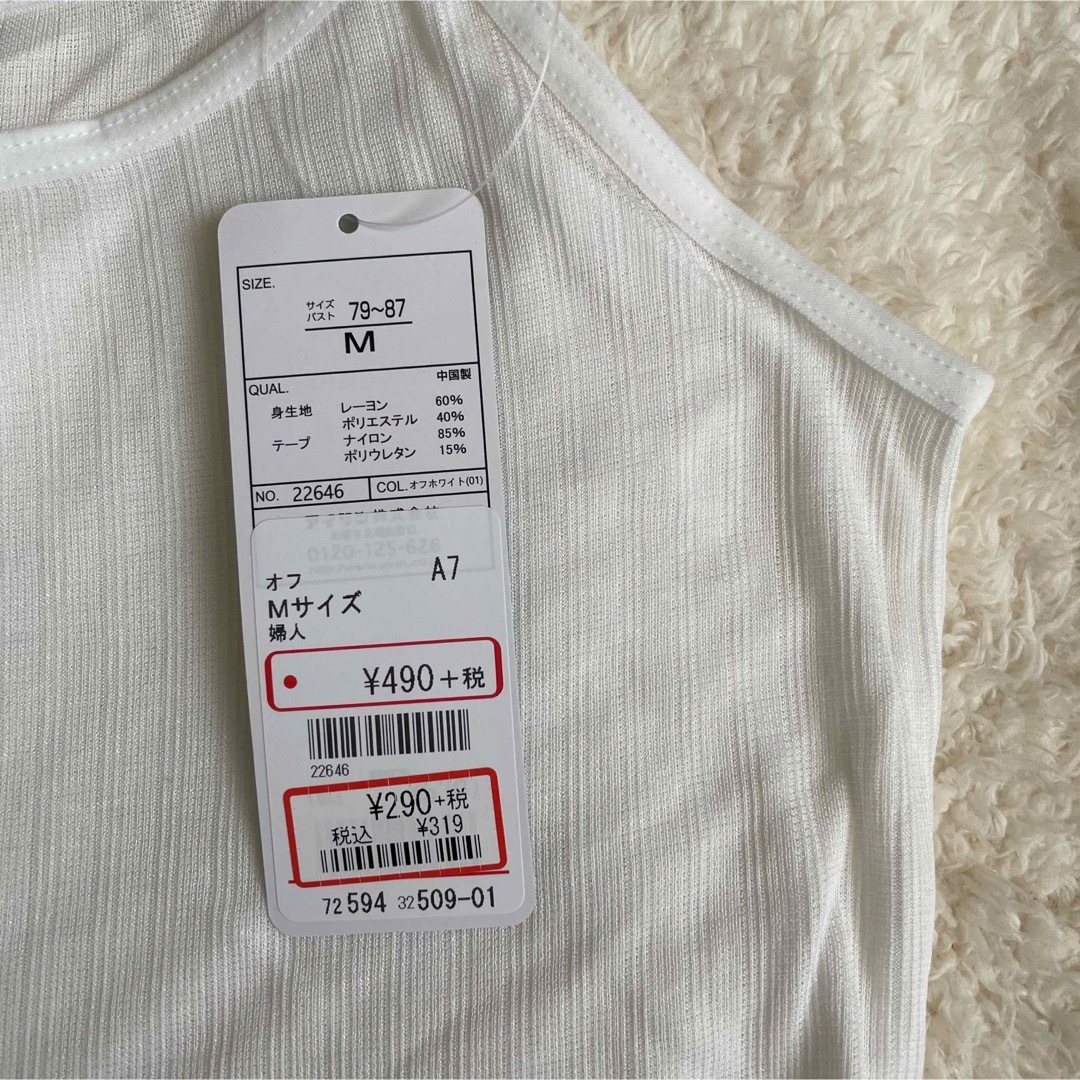 SIZE.
サイズ
バスト 79~87
M
QUAL. 中国製
身生地 レーヨン 60%
ポリエステル 40%
テープ ナイロン 85%
ポリウレタン 15%
NO. 22646 COL.オフホワイト(01)
株式会社
0120-125-626
オフ A7
Mサイズ
婦人
¥490+税
22646
¥290+税
税込 ¥319
72 594 32 509-01